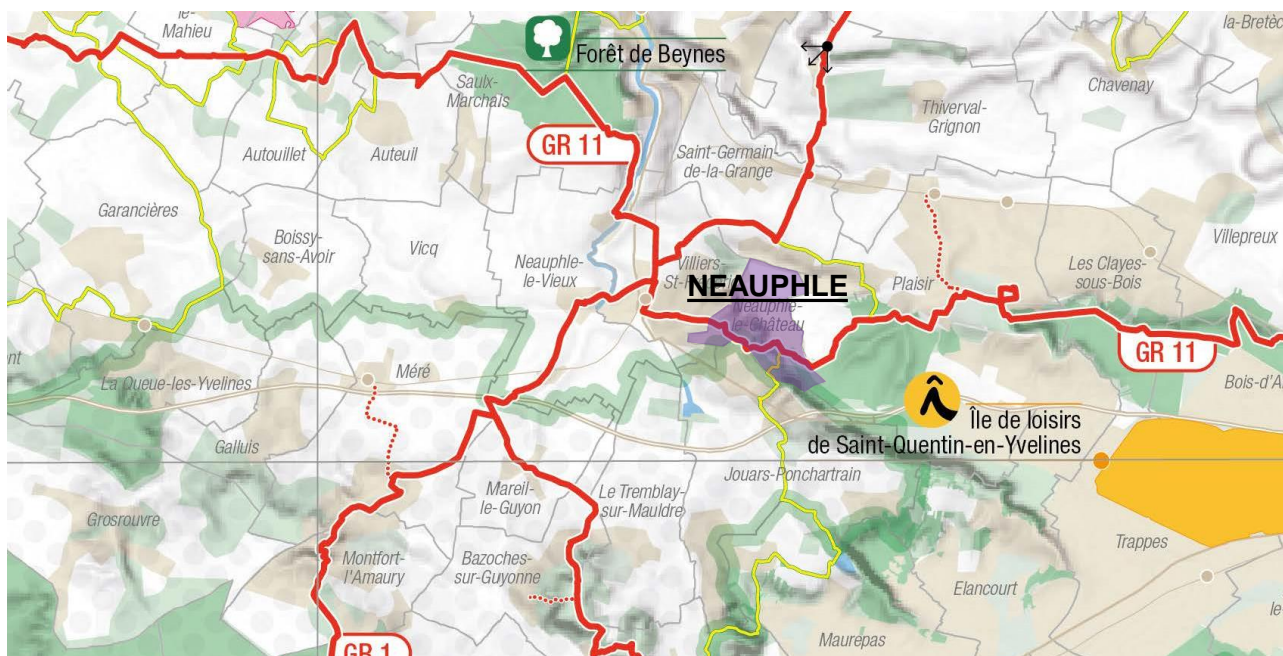 le-
Mahieu
Forêt de Beynes
la-Bretèc
Chavenay
Saulx-
Marchais
Thiverval-
Grignon
GR 11
Autouillet
Auteuil
Saint-Germain-
de-la-Grange
Garancières
Boissy-
sans-Avoir
Vicq
Neauphle-
le-Vieux
Villiers-
NEAUPHLE
Neauphle-
le-Château
Plaisir
Les Clayes-
sous-Bois
Villepreux
GR 11
La Queue-les-Yvelines
Méré
Bois-d'A
Île de loisirs
de Saint-Quentin-en-Yvelines
Galluis
Jouars-Ponchartrain
Mareil-
le-Guyon
Le Tremblay-
sur-Mauldre
Grosrouvre
Montfort-
l'Amaury
Bazoches-
sur-Guyonne
Trappes
Elancourt
le
Maurepas
GR 1